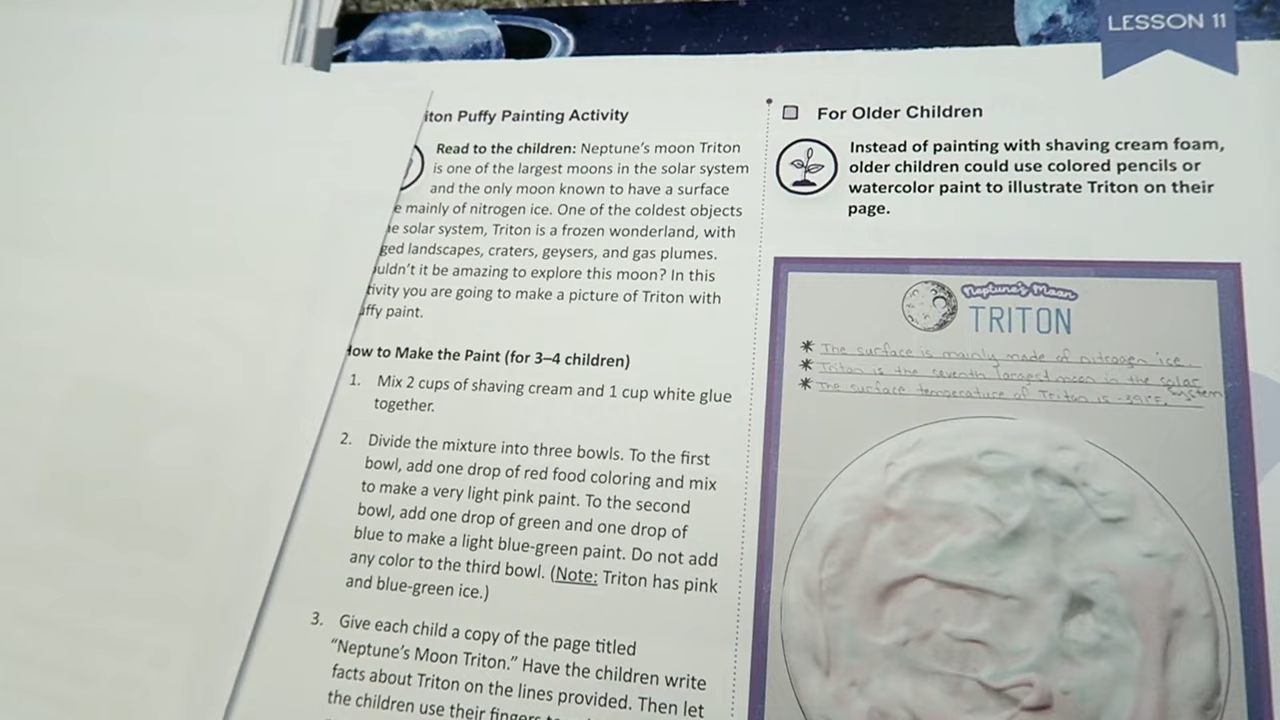 LESSON 11
iton Puffy Painting Activity
Read to the children: Neptune's moon Triton
is one of the largest moons in the solar system
and the only moon known to have a surface
e mainly of nitrogen ice. One of the coldest objects
e solar system, Triton is a frozen wonderland, with
ged landscapes, craters, geysers, and gas plumes.
uldn't it be amazing to explore this moon? In this
tivity you are going to make a picture of Triton with
ffy paint.
How to Make the Paint (for 3–4 children)
1. Mix 2 cups of shaving cream and 1 cup white glue
together.
2. Divide the mixture into three bowls. To the first
bowl, add one drop of red food coloring and mix
to make a very light pink paint. To the second
bowl, add one drop of green and one drop of
blue to make a light blue-green paint. Do not add
any color to the third bowl. (Note: Triton has pink
and blue-green ice.)
3. Give each child a copy of the page titled
"Neptune's Moon Triton." Have the children write
facts about Triton on the lines provided. Then let
the children use their fingers
For Older Children
Instead of painting with shaving cream foam,
older children could use colored pencils or
watercolor paint to illustrate Triton on their
page.
Neptune's Moon
TRITON
* The surface is mainly made of nitrogen ice.
* Triton is the seventh largest moon in the solar
system
* The surface temperature of Triton is -391°F.